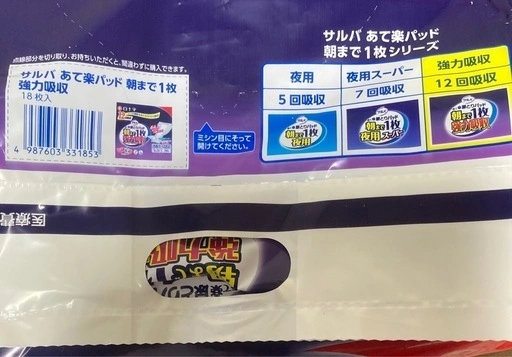 点線部分を切り取り、お持ちいただくと、間違わずに購入できます。
サルバ あて楽パッド 朝まで1枚
強力吸収
18枚入
4 987603 331853
ミシン目にそって
開けてください。
サルバ あて楽パッド
朝まで1枚シリーズ
夜用
5回吸収
朝まで1枚
夜用
夜用スーパー
7回吸収
朝まで1枚
夜用スーパー
強力吸収
12回吸収
朝まで1枚
強力吸収
医療費
強力吸